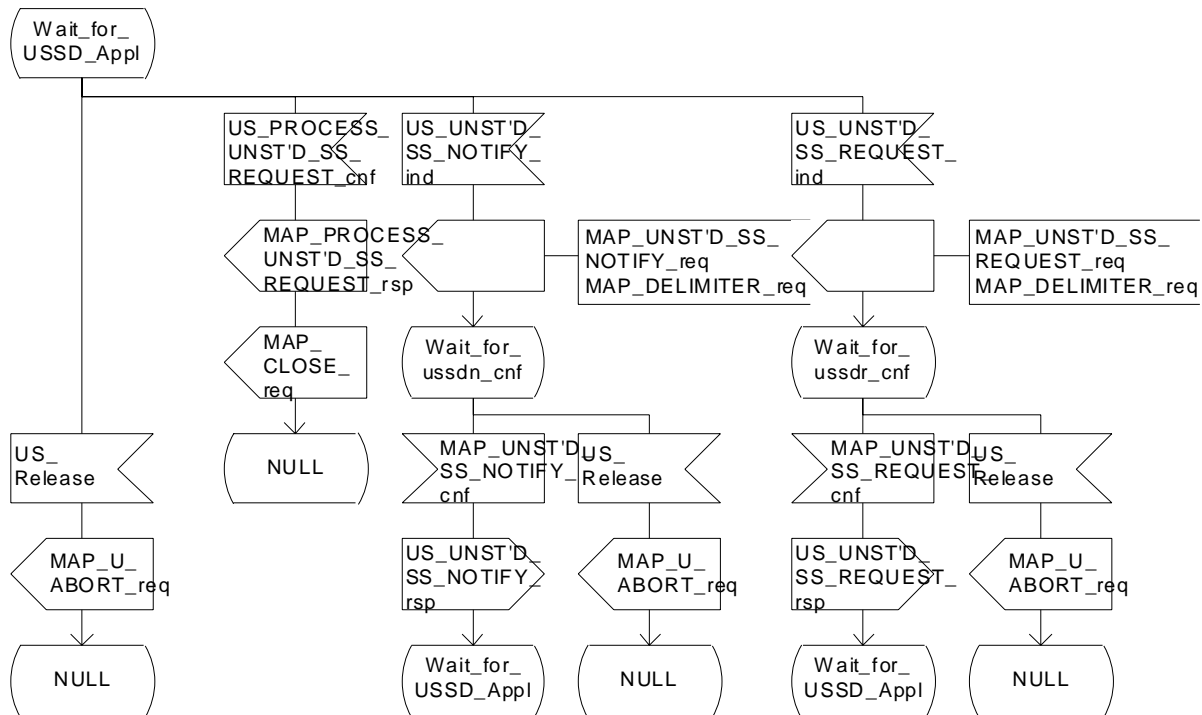 Wait_for_
USSD_Appl
US_PROCESS_
UNST'D_SS_
REQUEST_cnf
US_UNST'D_
SS_NOTIFY_
ind
US_UNST'D_
SS_REQUEST_
ind
MAP_PROCESS_
UNST'D_SS_
REQUEST_rsp
MAP_UNST'D_SS_
NOTIFY_req
MAP_DELIMITER_req
MAP_UNST'D_SS_
REQUEST_req
MAP_DELIMITER_req
MAP_
CLOSE_
req
Wait_for_
ussdn_cnf
Wait_for_
ussdr_cnf
US_
Release
NULL
MAP_UNST'D_
SS_NOTIFY_
cnf
US_
Release
MAP_UNST'D_
SS_REQUEST_
cnf
US_
Release
MAP_U_
ABORT_req
US_UNST'D_
SS_NOTIFY_
rsp
MAP_U_
ABORT_req
US_UNST'D_
SS_REQUEST_
rsp
MAP_U_
ABORT_req
NULL
Wait_for_
USSD_Appl
NULL
Wait_for_
USSD_Appl
NULL